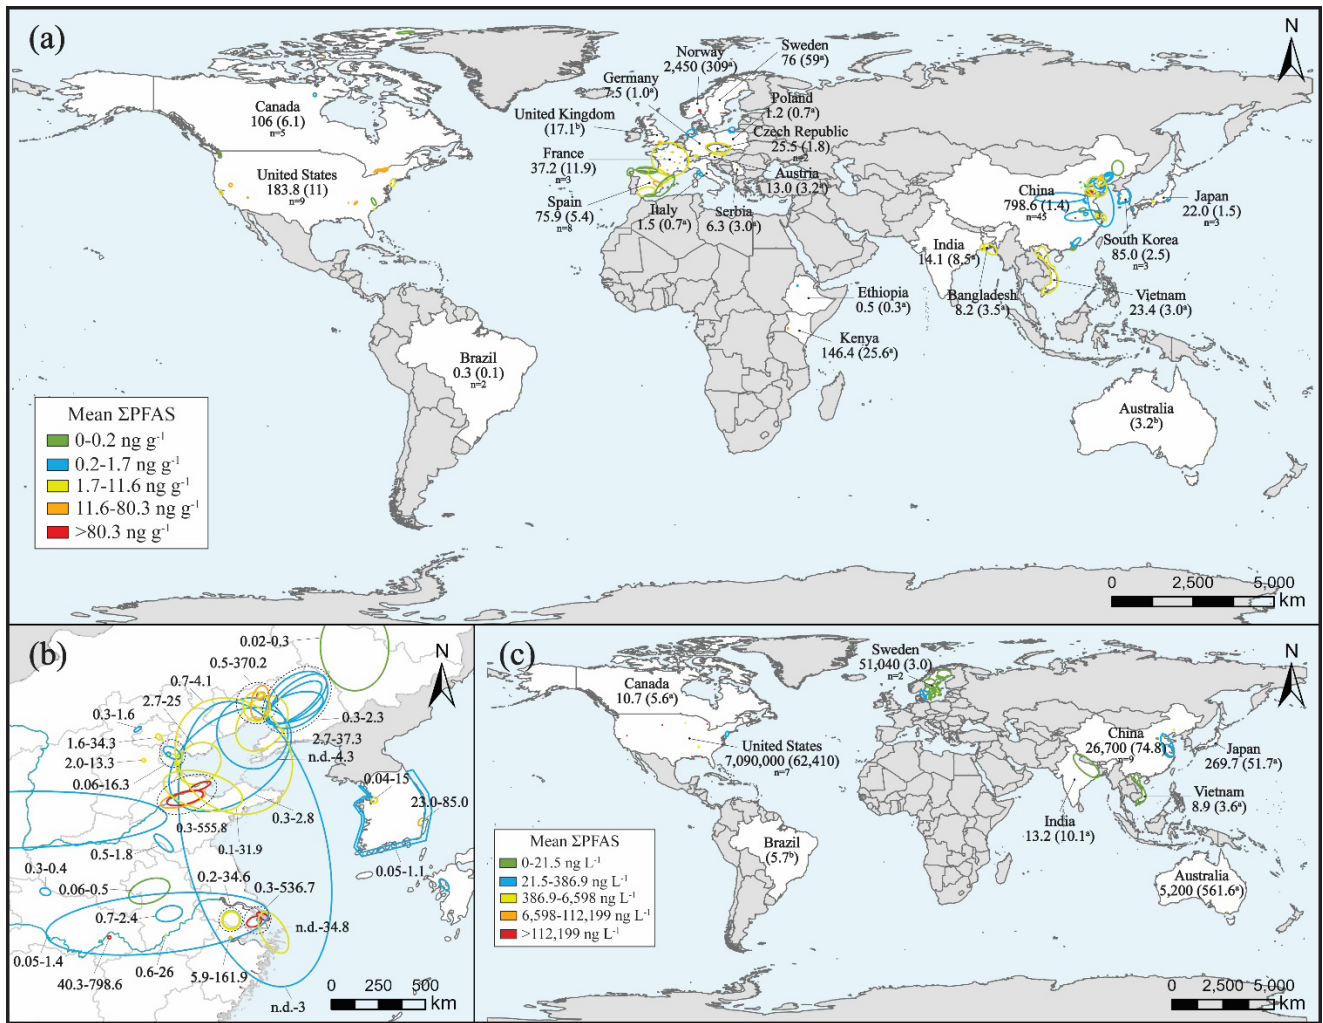 (a)
N
Norway
2,450 (309ᵃ)
Sweden
76 (59ᵃ)
Germany
7.5 (1.0ᵃ)
Poland
1.2 (0.7ᵃ)
United Kingdom
(17.1ᵇ)
Czech Republic
25.5 (1.8)
n=2
Canada
106 (6.1)
n=5
France
37.2 (11.9)
n=3
Austria
13.0 (3.2ᵃ)
United States
183.8 (11)
n=9
Spain
75.9 (5.4)
n=8
Italy
1.5 (0.7ᵃ)
Serbia
6.3 (3.0ᵃ)
China
798.6 (1.4)
n=45
Japan
22.0 (1.5)
n=3
India
14.1 (8.5ᵃ)
South Korea
85.0 (2.5)
n=3
Bangladesh
8.2 (3.5ᵃ)
Vietnam
23.4 (3.0ᵃ)
Ethiopia
0.5 (0.3ᵃ)
Kenya
146.4 (25.6ᵃ)
Brazil
0.3 (0.1)
n=2
Australia
(3.2ᵇ)
Mean ΣPFAS
0-0.2 ng g⁻¹
0.2-1.7 ng g⁻¹
1.7-11.6 ng g⁻¹
11.6-80.3 ng g⁻¹
>80.3 ng g⁻¹
0 2,500 5,000
km
(b)
N
0.02-0.3
0.5-370.2
0.7-4.1
2.7-25
0.3-1.6
0.3-2.3
1.6-34.3
2.7-37.3
2.0-13.3
n.d.-4.3
0.06-16.3
0.04-15
23.0-85.0
0.3-2.8
0.3-555.8
0.1-31.9
0.5-1.8
0.05-1.1
0.3-0.4
0.2-34.6
0.06-0.5
0.3-536.7
0.7-2.4
n.d.-34.8
0.05-1.4
0.6-26
5.9-161.9
40.3-798.6
n.d.-3
0 250 500
km
(c)
N
Sweden
51,040 (3.0)
n=2
Canada
10.7 (5.6ᵃ)
United States
7,090,000 (62,410)
n=7
China
26,700 (74.8)
n=9
Japan
269.7 (51.7ᵃ)
Vietnam
8.9 (3.6ᵃ)
India
13.2 (10.1ᵃ)
Brazil
(5.7ᵇ)
Australia
5,200 (561.6ᵃ)
Mean ΣPFAS
0-21.5 ng L⁻¹
21.5-386.9 ng L⁻¹
386.9-6,598 ng L⁻¹
6,598-112,199 ng L⁻¹
>112,199 ng L⁻¹
0 2,500 5,000
km